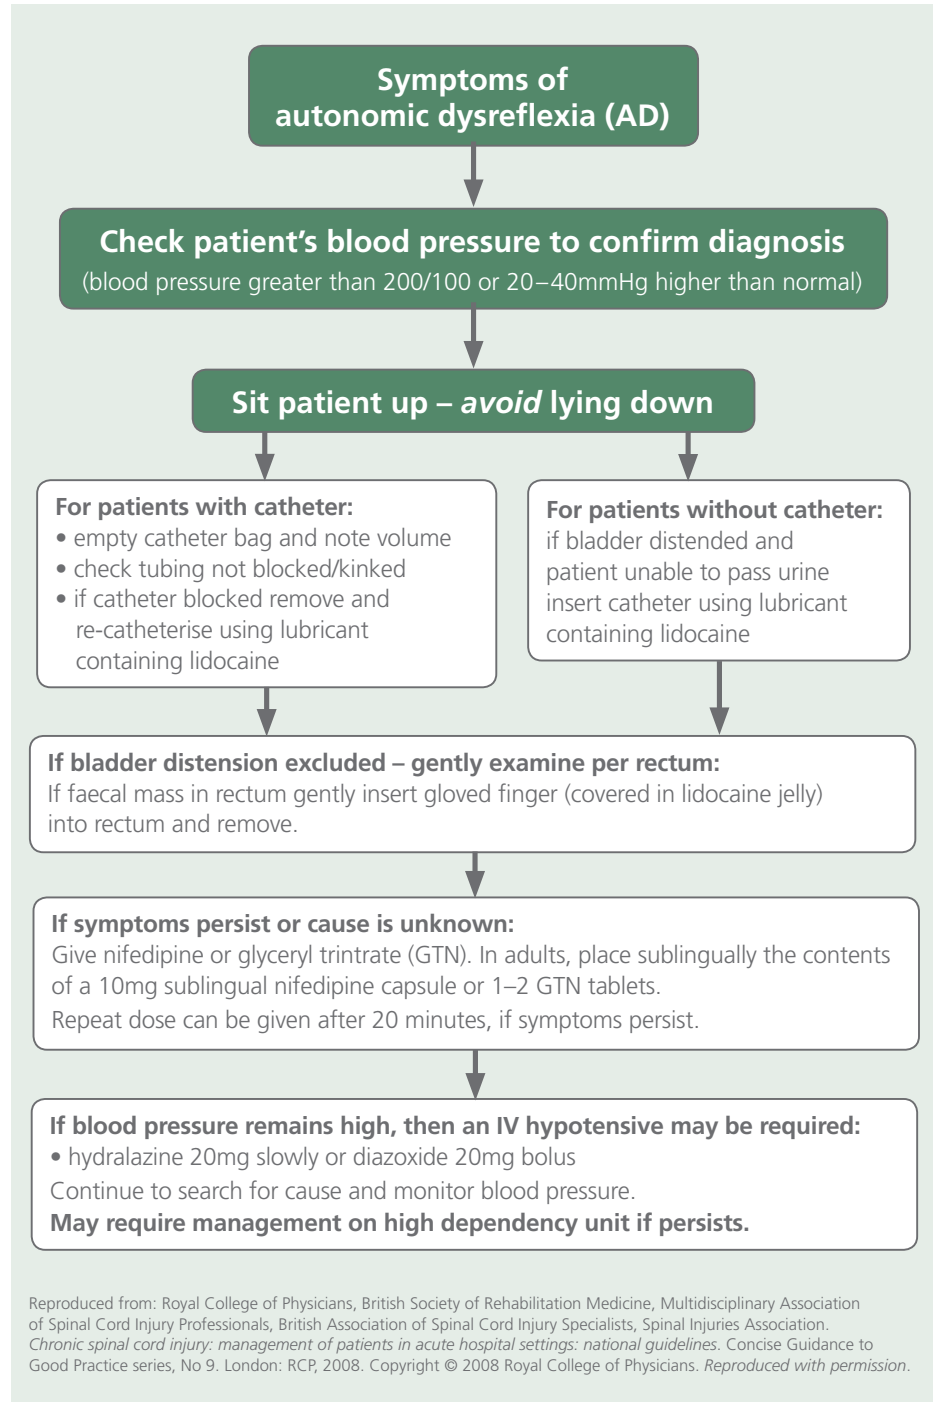 Symptoms of
autonomic dysreflexia (AD)
Check patient's blood pressure to confirm diagnosis
(blood pressure greater than 200/100 or 20–40mmHg higher than normal)
Sit patient up – avoid lying down
For patients with catheter:
• empty catheter bag and note volume
• check tubing not blocked/kinked
• if catheter blocked remove and
re-catheterise using lubricant
containing lidocaine
For patients without catheter:
if bladder distended and
patient unable to pass urine
insert catheter using lubricant
containing lidocaine
If bladder distension excluded – gently examine per rectum:
If faecal mass in rectum gently insert gloved finger (covered in lidocaine jelly)
into rectum and remove.
If symptoms persist or cause is unknown:
Give nifedipine or glyceryl trintrate (GTN). In adults, place sublingually the contents
of a 10mg sublingual nifedipine capsule or 1–2 GTN tablets.
Repeat dose can be given after 20 minutes, if symptoms persist.
If blood pressure remains high, then an IV hypotensive may be required:
• hydralazine 20mg slowly or diazoxide 20mg bolus
Continue to search for cause and monitor blood pressure.
May require management on high dependency unit if persists.
Reproduced from: Royal College of Physicians, British Society of Rehabilitation Medicine, Multidisciplinary Association
of Spinal Cord Injury Professionals, British Association of Spinal Cord Injury Specialists, Spinal Injuries Association.
Chronic spinal cord injury: management of patients in acute hospital settings: national guidelines. Concise Guidance to
Good Practice series, No 9. London: RCP, 2008. Copyright © 2008 Royal College of Physicians. Reproduced with permission.